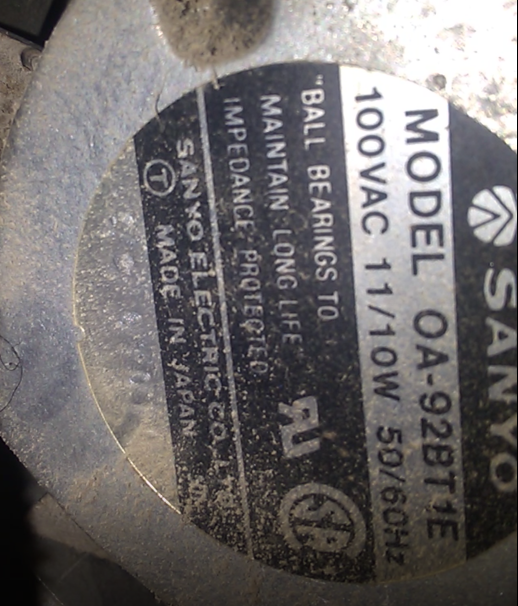 SANYO
MODEL OA-92BT1E
100VAC 11/10W 50/60Hz
"BALL BEARINGS TO
MAINTAIN LONG LIFE
IMPEDANCE PROTECTED
SANYO ELECTRIC CO., LTD.
T MADE IN JAPAN